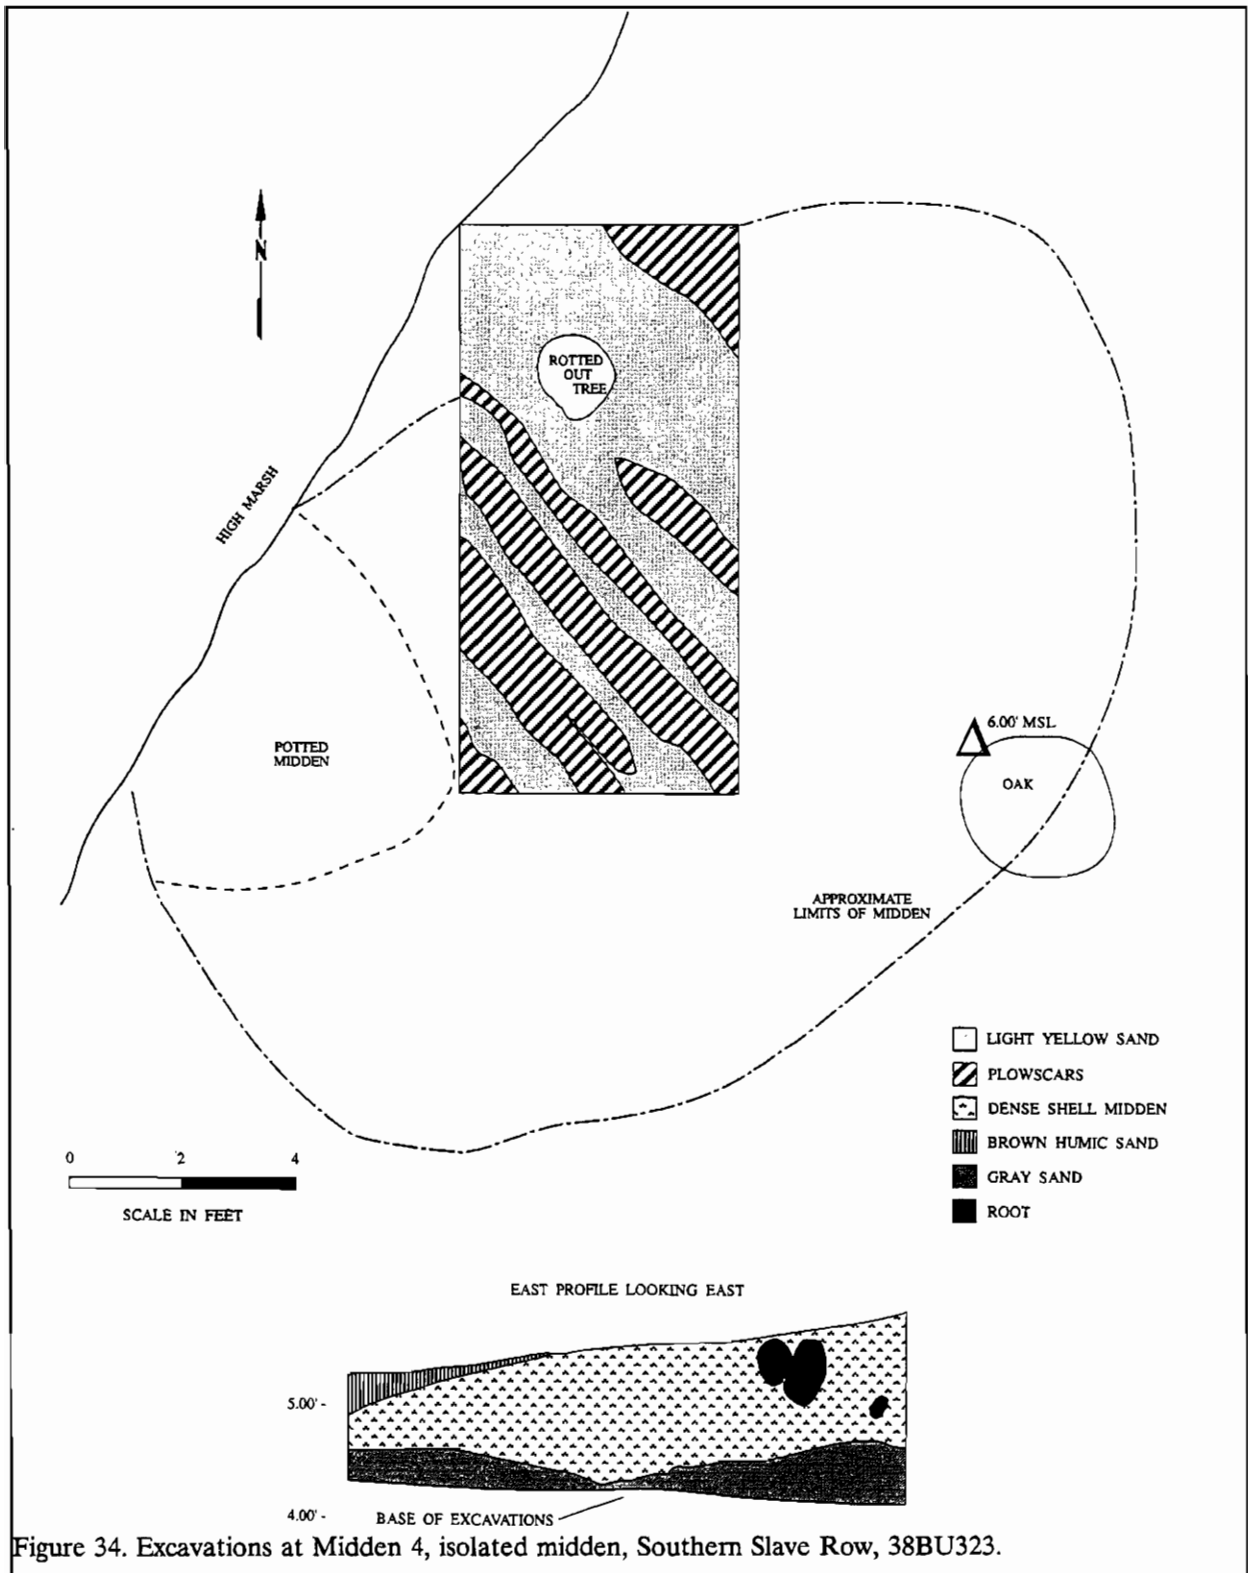 N
ROTTED
OUT
TREE
HIGH MARSH
6.00' MSL
OAK
POTTED
MIDDEN
APPROXIMATE
LIMITS OF MIDDEN
LIGHT YELLOW SAND
PLOWSCARS
DENSE SHELL MIDDEN
BROWN HUMIC SAND
GRAY SAND
ROOT
0 2 4
SCALE IN FEET
EAST PROFILE LOOKING EAST
5.00' -
4.00' -
BASE OF EXCAVATIONS
Figure 34. Excavations at Midden 4, isolated midden, Southern Slave Row, 38BU323.